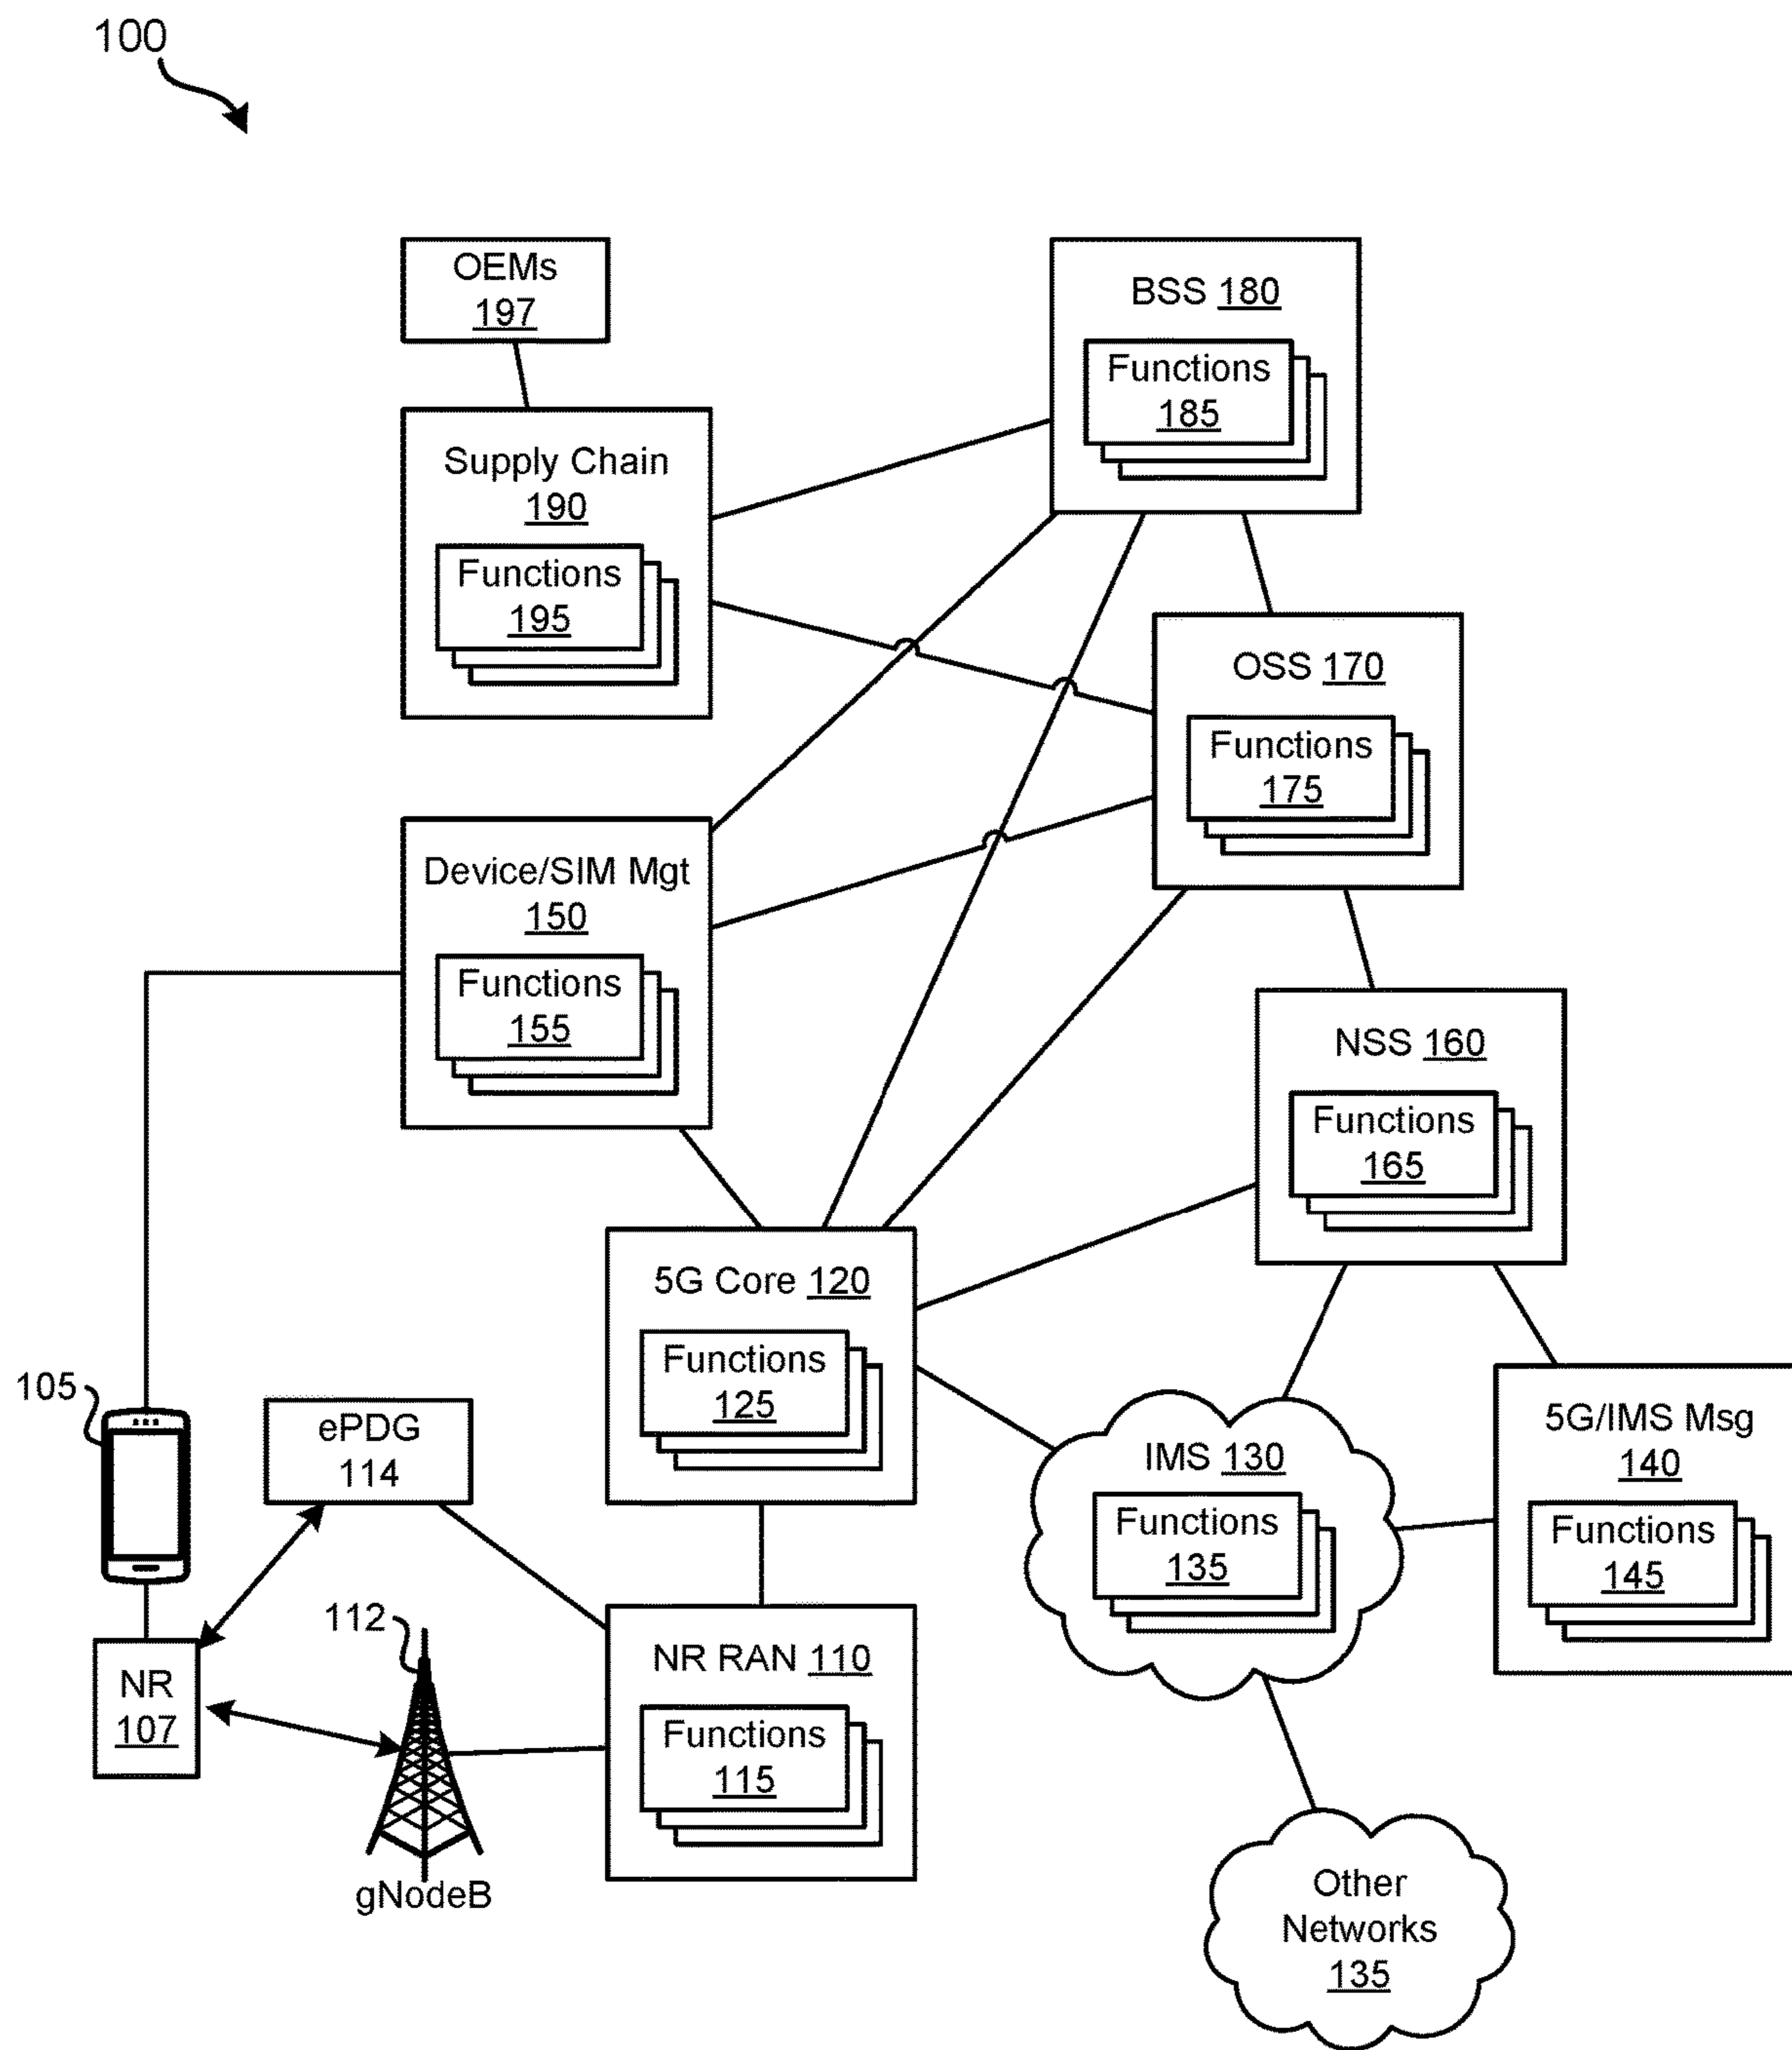 100
OEMs
197
BSS 180
Functions
185
Supply Chain
190
Functions
195
OSS 170
Functions
175
Device/SIM Mgt
150
Functions
155
NSS 160
Functions
165
5G Core 120
Functions
125
105
ePDG
114
IMS 130
Functions
135
5G/IMS Msg
140
Functions
145
112
NR
107
NR RAN 110
Functions
115
gNodeB
Other
Networks
135